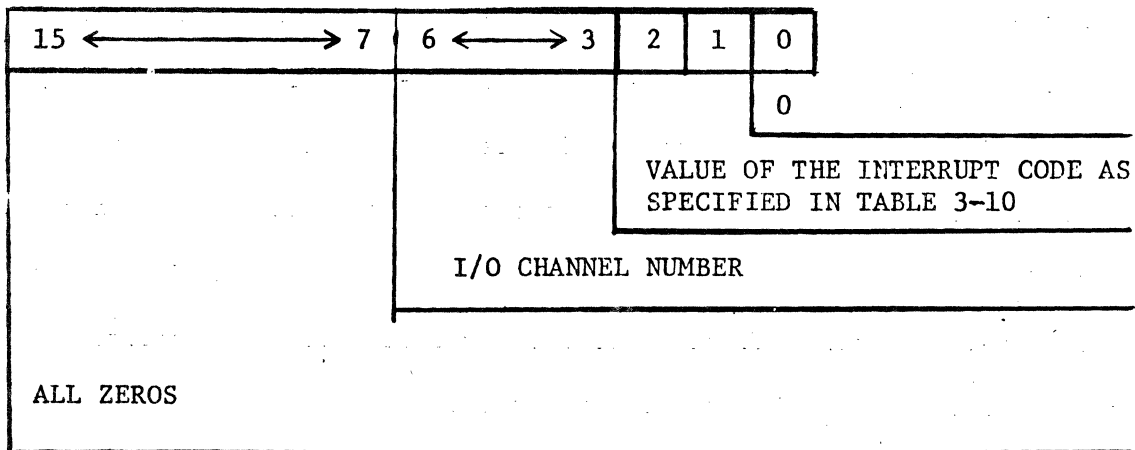 15 ⟷ 7 6 ⟷ 3 2 1 0
0
VALUE OF THE INTERRUPT CODE AS
SPECIFIED IN TABLE 3-10
I/O CHANNEL NUMBER
ALL ZEROS